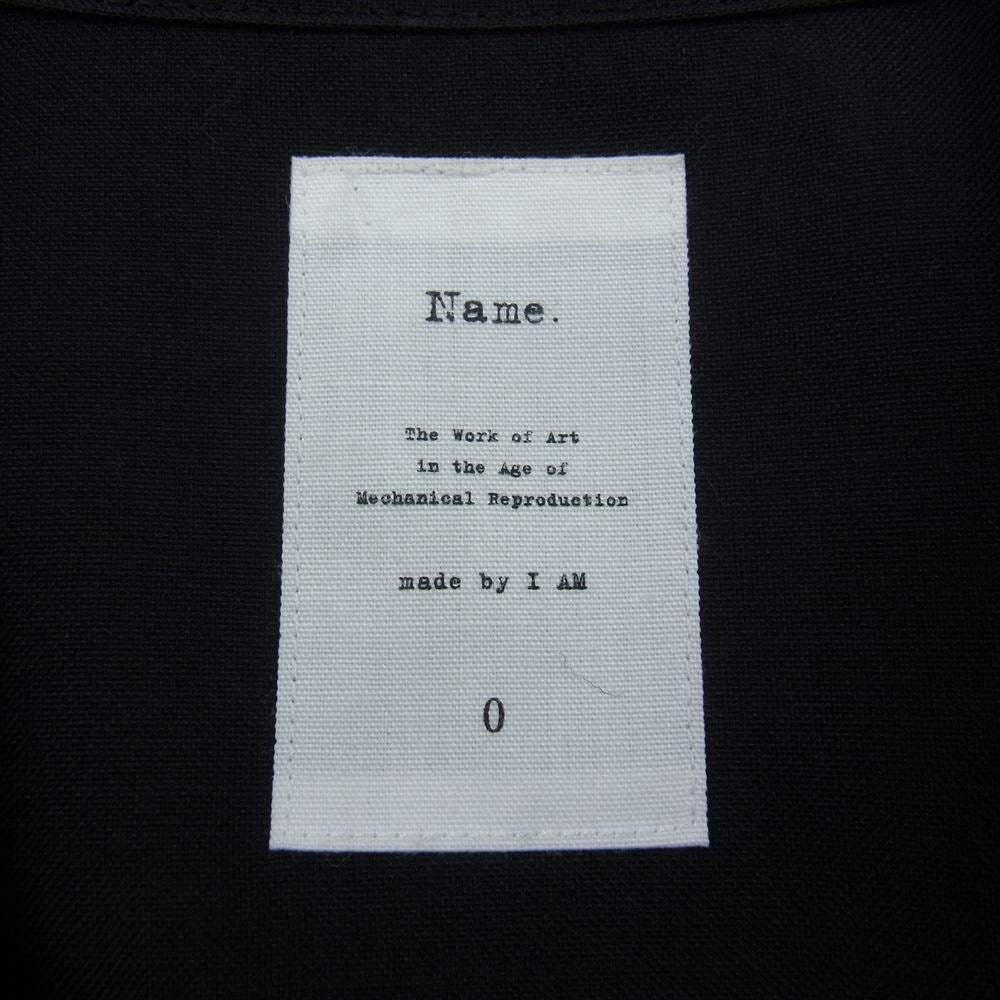 Name.
The Work of Art
in the Age of
Mechanical Reproduction
made by I AM
0